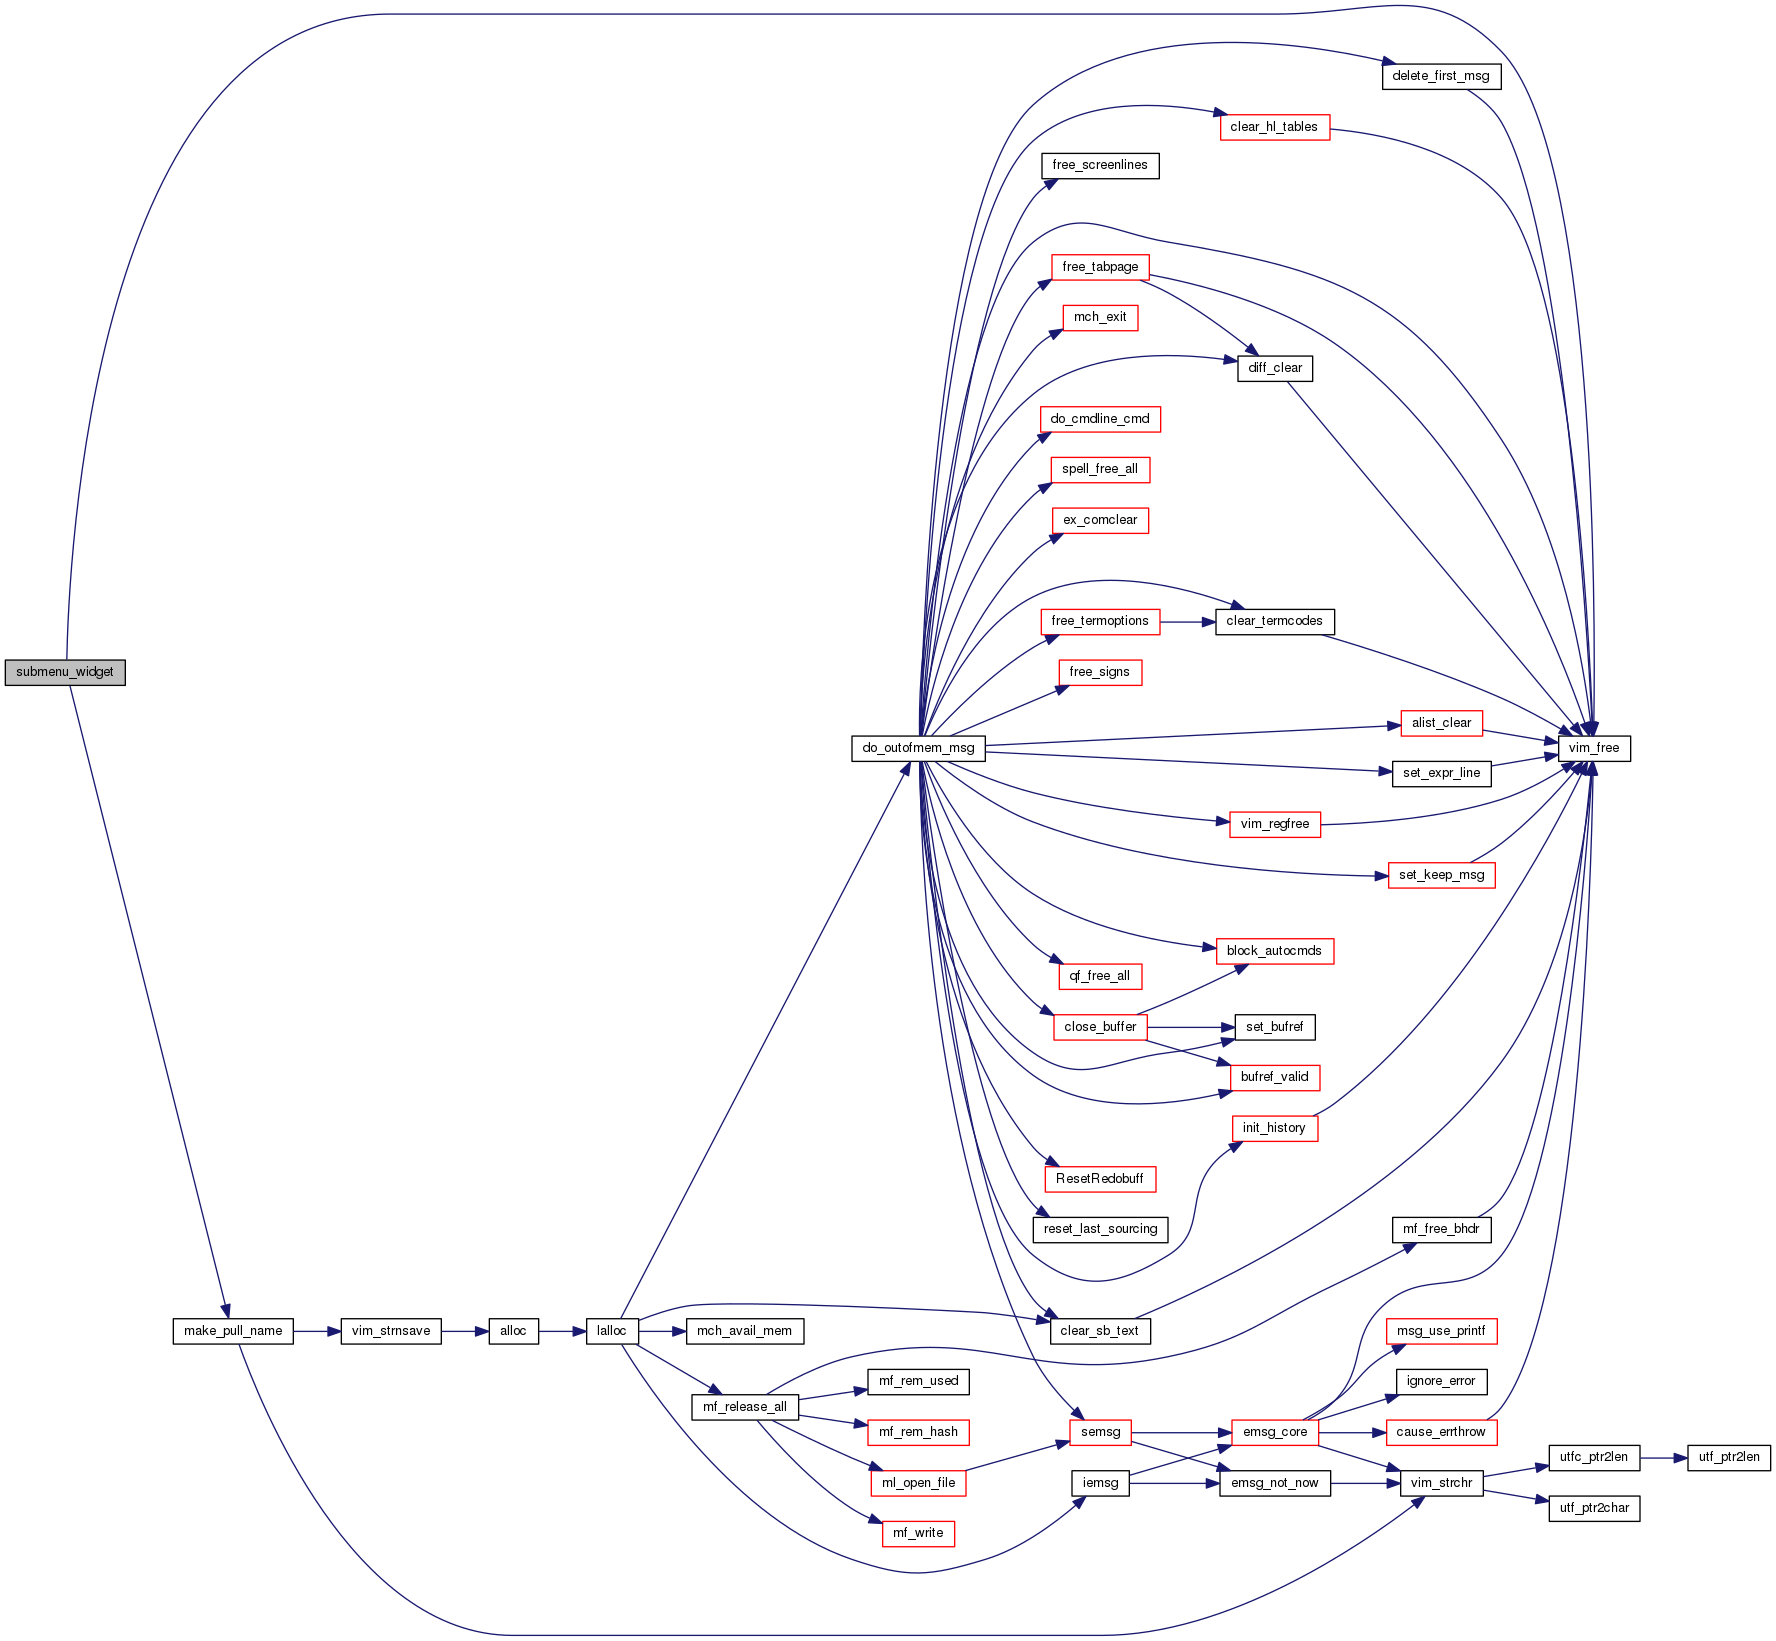 delete_first_msg
clear_hl_tables
free_screenlines
free_tabpage
mch_exit
diff_clear
do_cmdline_cmd
spell_free_all
ex_comclear
free_termoptions
clear_termcodes
free_signs
submenu_widget
alist_clear
do_outofmem_msg
vim_free
set_expr_line
vim_regfree
set_keep_msg
block_autocmds
qf_free_all
close_buffer
set_bufref
bufref_valid
init_history
ResetRedobuff
reset_last_sourcing
mf_free_bhdr
make_pull_name
vim_strnsave
alloc
lalloc
mch_avail_mem
clear_sb_text
msg_use_printf
mf_rem_used
ignore_error
mf_release_all
mf_rem_hash
semsg
emsg_core
cause_errthrow
utfc_ptr2len
utf_ptr2len
ml_open_file
iemsg
emsg_not_now
vim_strchr
utf_ptr2char
mf_write